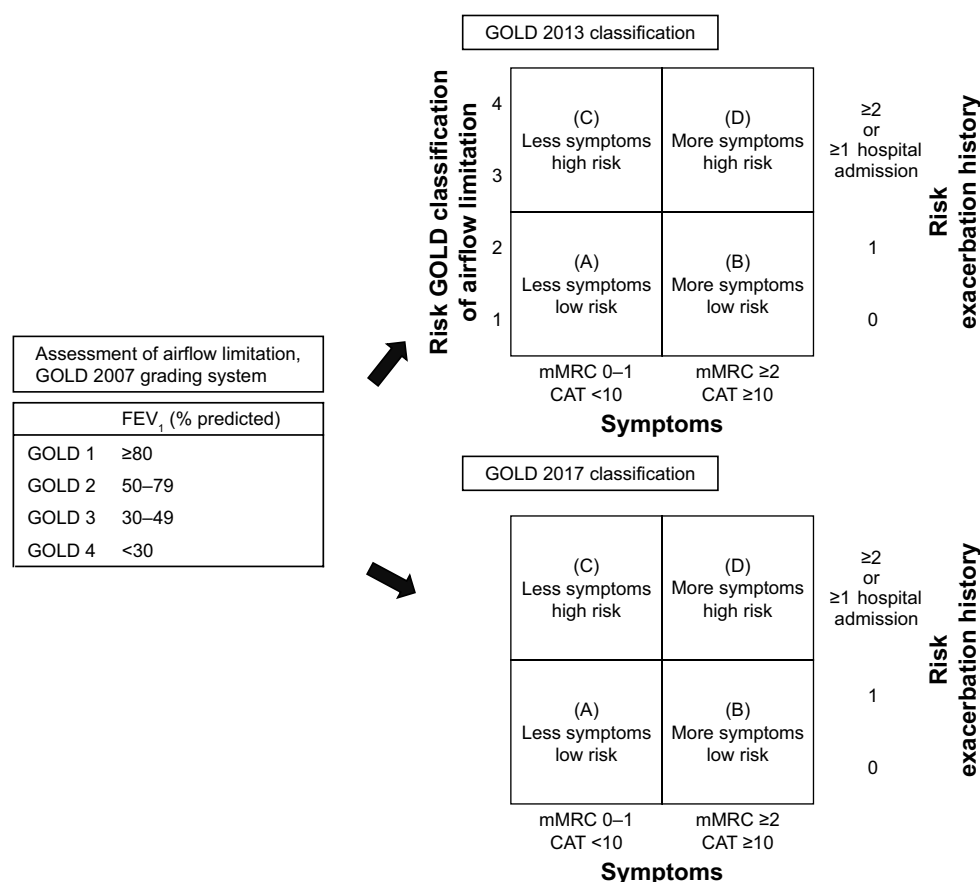 GOLD 2013 classification
Risk GOLD classification
of airflow limitation
4
3
2
1
(C)
Less symptoms
high risk
(D)
More symptoms
high risk
(A)
Less symptoms
low risk
(B)
More symptoms
low risk
≥2
or
≥1 hospital
admission
1
0
Risk
exacerbation history
mMRC 0–1
CAT <10
mMRC ≥2
CAT ≥10
Symptoms
Assessment of airflow limitation,
GOLD 2007 grading system
FEV1 (% predicted)
GOLD 1 ≥80
GOLD 2 50–79
GOLD 3 30–49
GOLD 4 <30
GOLD 2017 classification
(C)
Less symptoms
high risk
(D)
More symptoms
high risk
(A)
Less symptoms
low risk
(B)
More symptoms
low risk
≥2
or
≥1 hospital
admission
1
0
Risk
exacerbation history
mMRC 0–1
CAT <10
mMRC ≥2
CAT ≥10
Symptoms